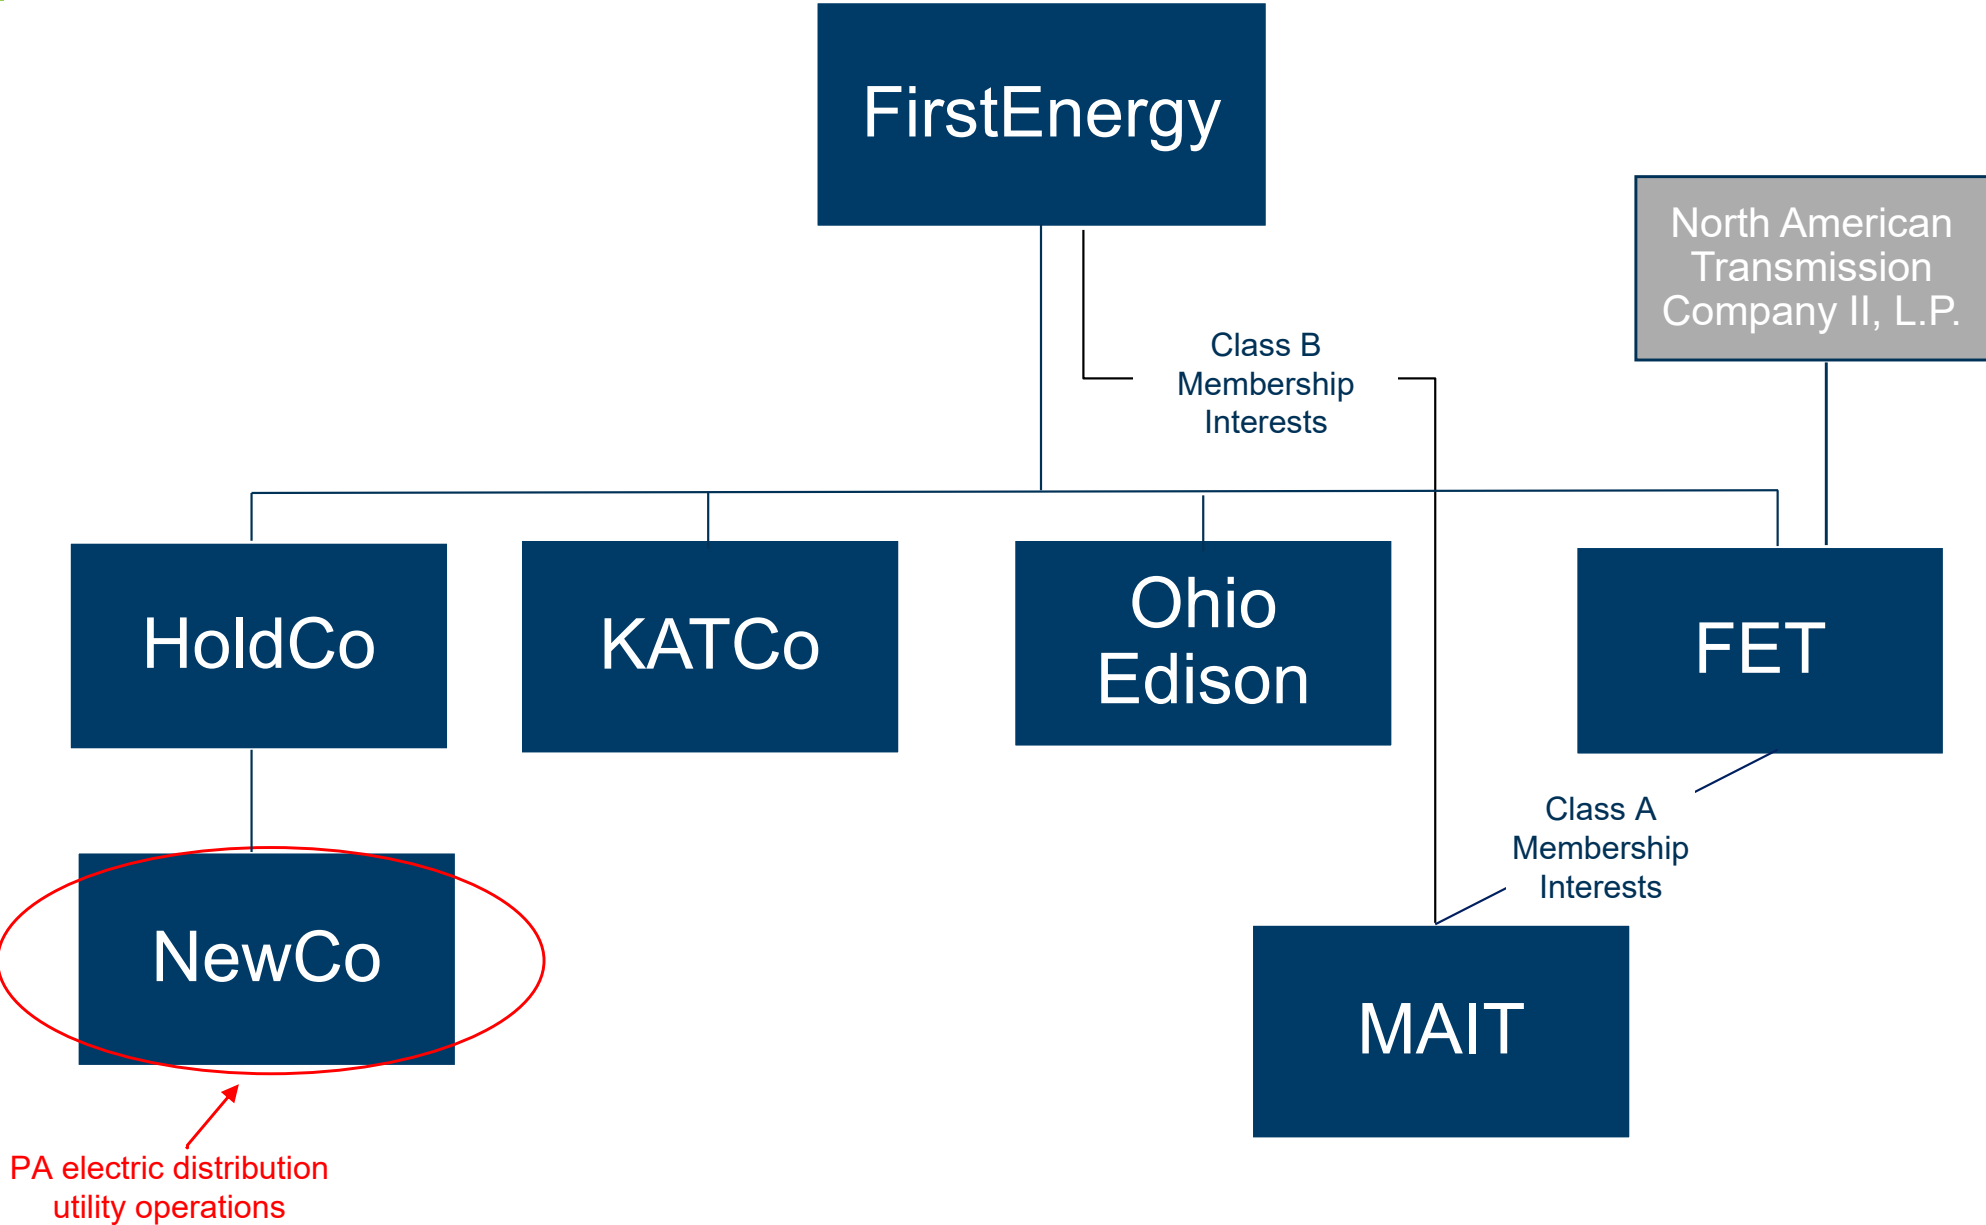 FirstEnergy
North American
Transmission
Company II, L.P.
Class B
Membership
Interests
HoldCo
KATCo
Ohio
Edison
FET
Class A
Membership
Interests
NewCo
MAIT
PA electric distribution
utility operations